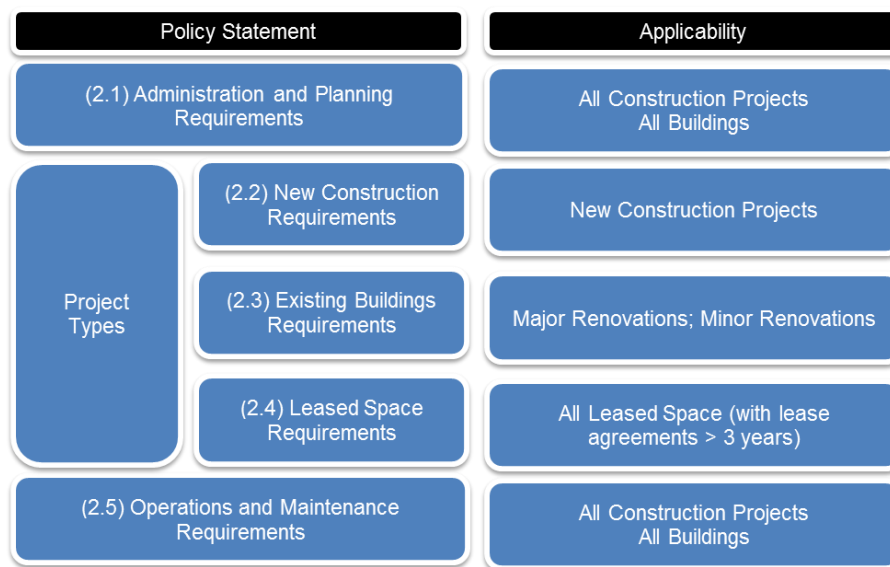 Policy Statement
Applicability
(2.1) Administration and Planning
Requirements
All Construction Projects
All Buildings
Project
Types
(2.2) New Construction
Requirements
New Construction Projects
(2.3) Existing Buildings
Requirements
Major Renovations; Minor Renovations
(2.4) Leased Space
Requirements
All Leased Space (with lease
agreements > 3 years)
(2.5) Operations and Maintenance
Requirements
All Construction Projects
All Buildings